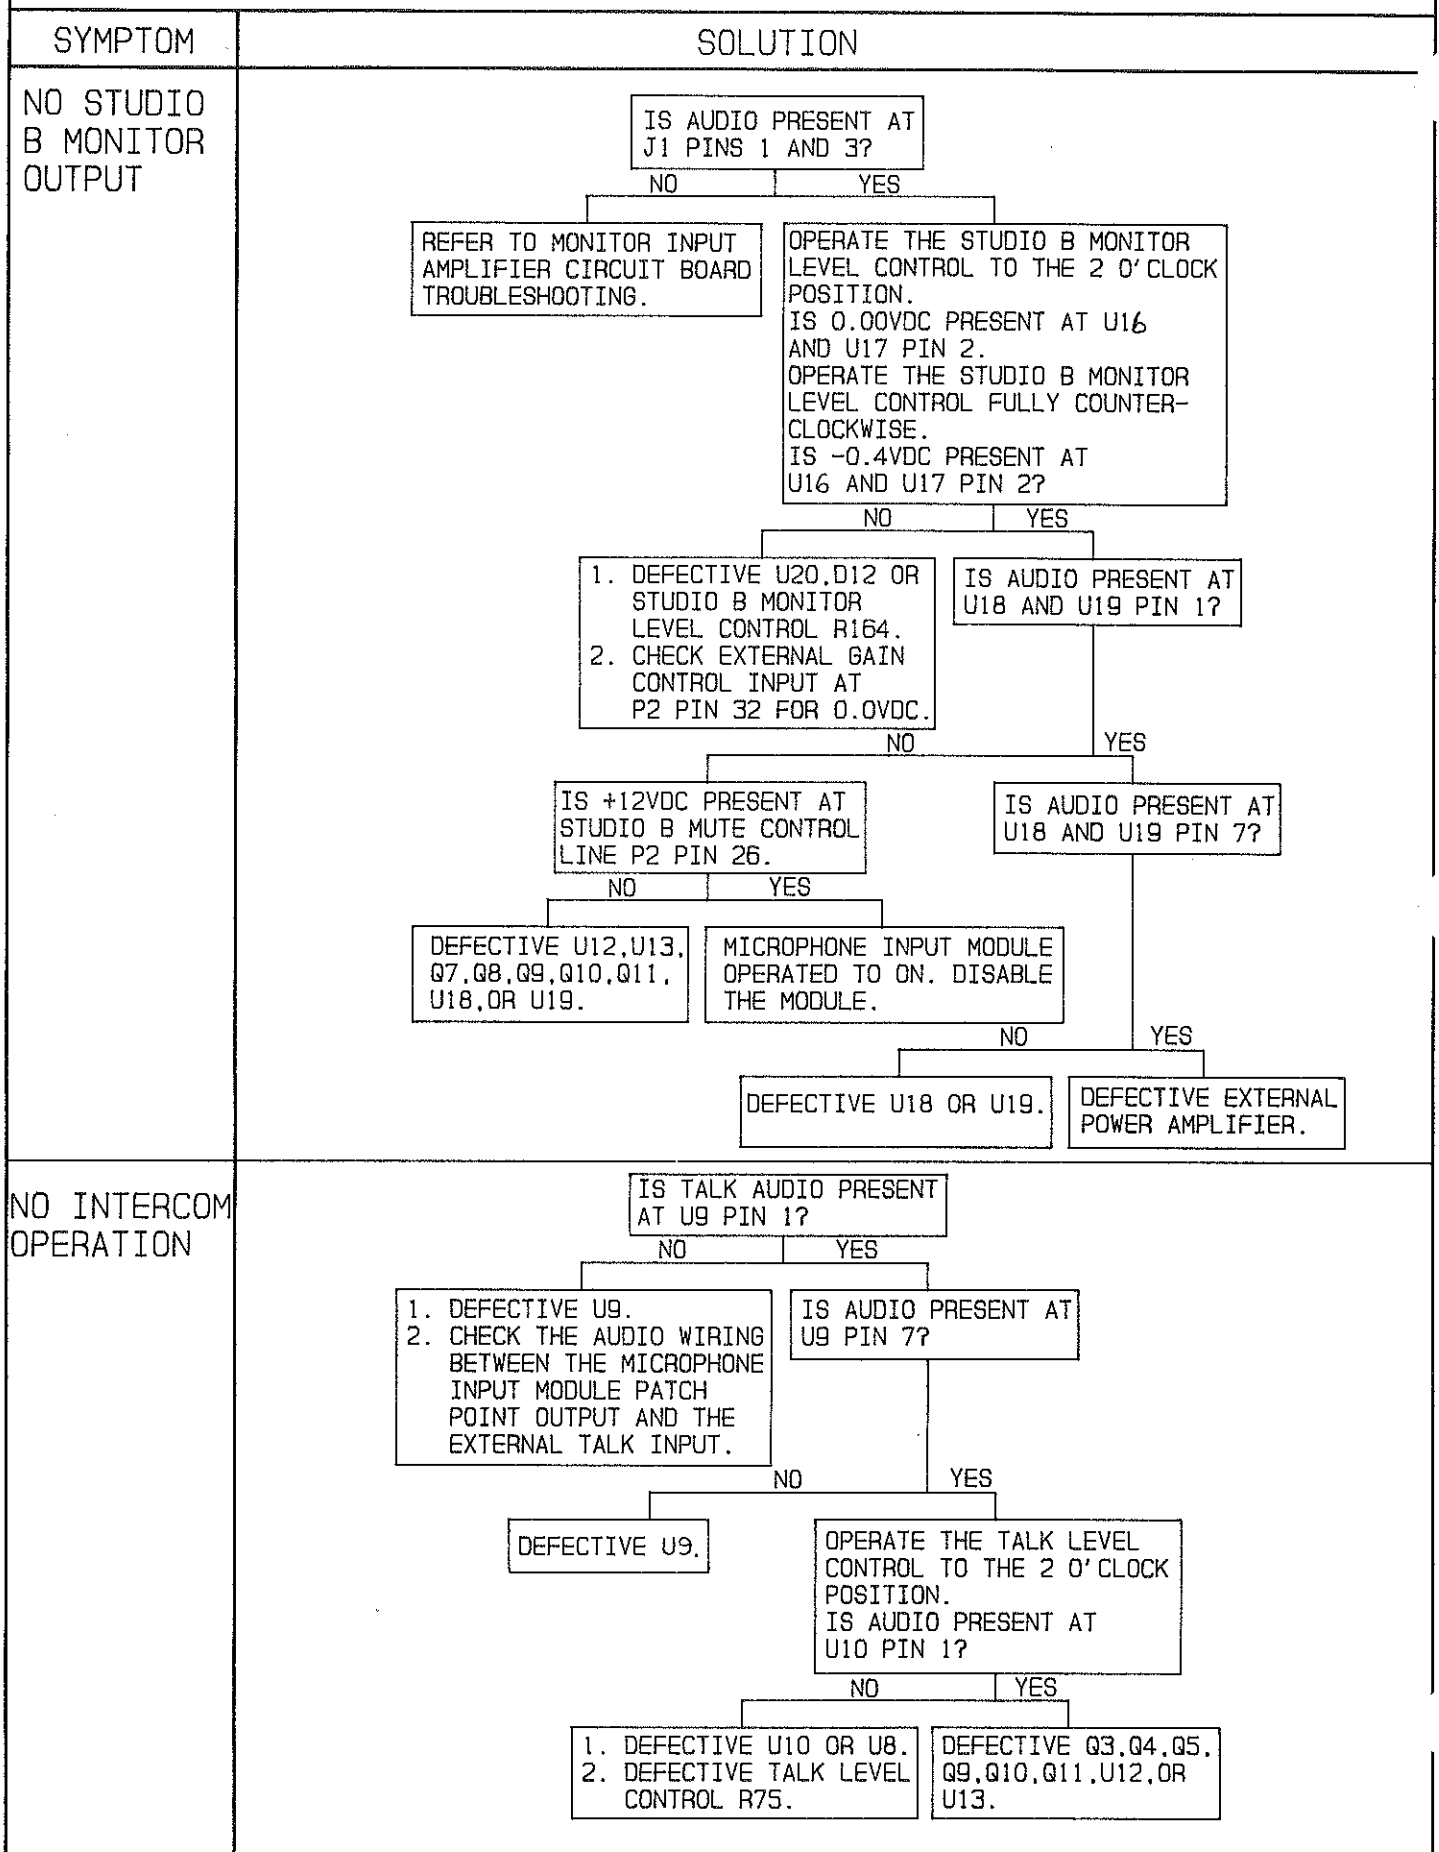 SYMPTOM
SOLUTION
NO STUDIO
B MONITOR
OUTPUT
IS AUDIO PRESENT AT
J1 PINS 1 AND 3?
NO
YES
REFER TO MONITOR INPUT
AMPLIFIER CIRCUIT BOARD
TROUBLESHOOTING.
OPERATE THE STUDIO B MONITOR
LEVEL CONTROL TO THE 2 O'CLOCK
POSITION.
IS 0.00VDC PRESENT AT U16
AND U17 PIN 2.
OPERATE THE STUDIO B MONITOR
LEVEL CONTROL FULLY COUNTER-
CLOCKWISE.
IS -0.4VDC PRESENT AT
U16 AND U17 PIN 2?
NO
YES
1. DEFECTIVE U20,D12 OR
STUDIO B MONITOR
LEVEL CONTROL R164.
2. CHECK EXTERNAL GAIN
CONTROL INPUT AT
P2 PIN 32 FOR 0.0VDC.
IS AUDIO PRESENT AT
U18 AND U19 PIN 1?
NO
YES
IS +12VDC PRESENT AT
STUDIO B MUTE CONTROL
LINE P2 PIN 26.
IS AUDIO PRESENT AT
U18 AND U19 PIN 7?
NO
YES
DEFECTIVE U12,U13,
Q7,Q8,Q9,Q10,Q11,
U18,OR U19.
MICROPHONE INPUT MODULE
OPERATED TO ON. DISABLE
THE MODULE.
NO
YES
DEFECTIVE U18 OR U19.
DEFECTIVE EXTERNAL
POWER AMPLIFIER.
NO INTERCOM
OPERATION
IS TALK AUDIO PRESENT
AT U9 PIN 1?
NO
YES
1. DEFECTIVE U9.
2. CHECK THE AUDIO WIRING
BETWEEN THE MICROPHONE
INPUT MODULE PATCH
POINT OUTPUT AND THE
EXTERNAL TALK INPUT.
IS AUDIO PRESENT AT
U9 PIN 7?
NO
YES
DEFECTIVE U9.
OPERATE THE TALK LEVEL
CONTROL TO THE 2 O'CLOCK
POSITION.
IS AUDIO PRESENT AT
U10 PIN 1?
NO
YES
1. DEFECTIVE U10 OR U8.
2. DEFECTIVE TALK LEVEL
CONTROL R75.
DEFECTIVE Q3,Q4,Q5,
Q9,Q10,Q11,U12,OR
U13.